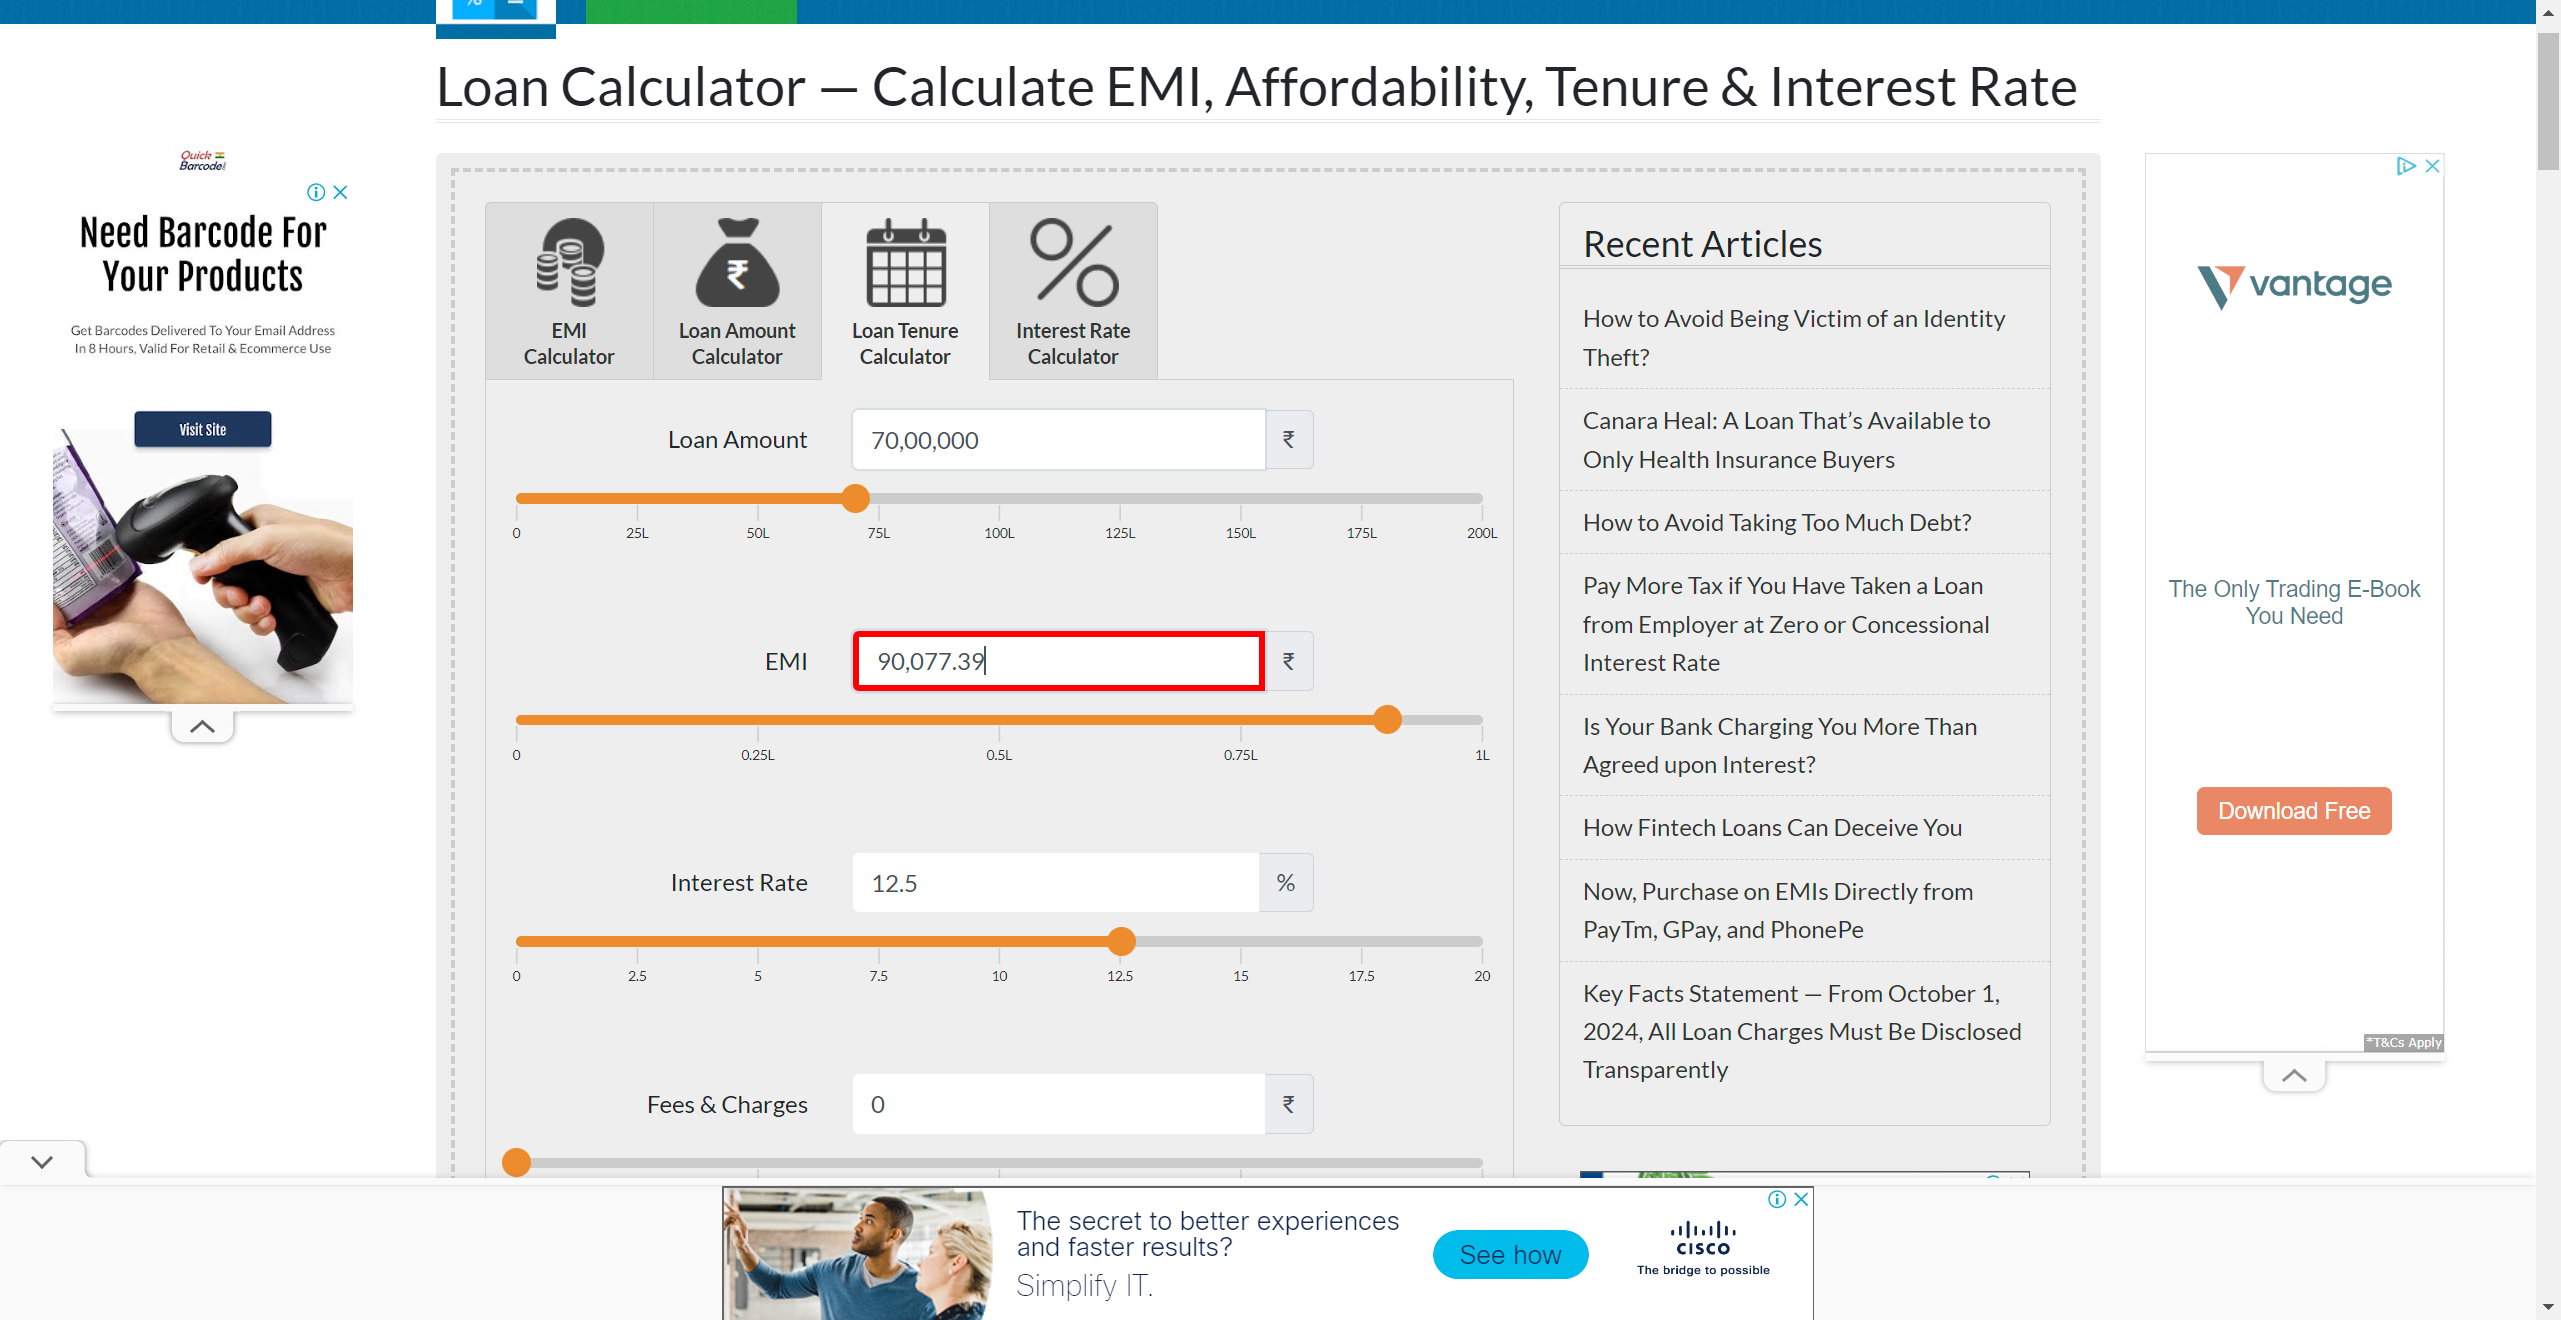 Loan Calculator — Calculate EMI, Affordability, Tenure & Interest Rate
Quick
Barcode!
Need Barcode For
Your Products
Get Barcodes Delivered To Your Email Address
In 8 Hours, Valid For Retail & Ecommerce Use
Visit Site
EMI
Calculator
Loan Amount
Calculator
Loan Tenure
Calculator
Interest Rate
Calculator
Loan Amount
70,00,000
₹
0 25L 50L 75L 100L 125L 150L 175L 200L
EMI
90,077.39
₹
0 0.25L 0.5L 0.75L 1L
Interest Rate
12.5
%
0 2.5 5 7.5 10 12.5 15 17.5 20
Fees & Charges
0
₹
Recent Articles
How to Avoid Being Victim of an Identity
Theft?
Canara Heal: A Loan That’s Available to
Only Health Insurance Buyers
How to Avoid Taking Too Much Debt?
Pay More Tax if You Have Taken a Loan
from Employer at Zero or Concessional
Interest Rate
Is Your Bank Charging You More Than
Agreed upon Interest?
How Fintech Loans Can Deceive You
Now, Purchase on EMIs Directly from
PayTm, GPay, and PhonePe
Key Facts Statement — From October 1,
2024, All Loan Charges Must Be Disclosed
Transparently
vantage
The Only Trading E-Book
You Need
Download Free
*T&Cs Apply
The secret to better experiences
and faster results?
Simplify IT.
See how
CISCO
The bridge to possible